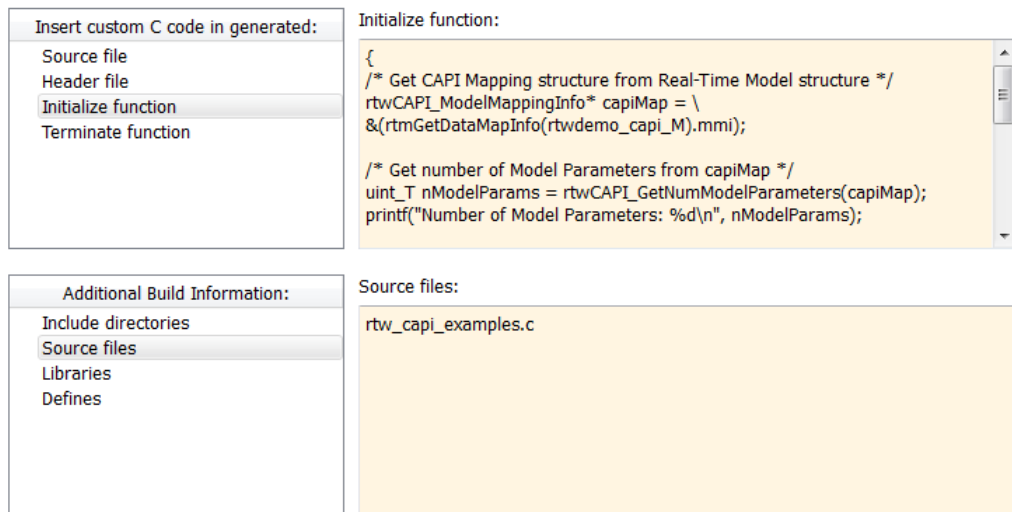 Insert custom C code in generated:
Source file
Header file
Initialize function
Terminate function
Initialize function:
{
/* Get CAPI Mapping structure from Real-Time Model structure */
rtwCAPI_ModelMappingInfo* capiMap = \
&(rtmGetDataMapInfo(rtwdemo_capi_M).mmi);
/* Get number of Model Parameters from capiMap */
uint_T nModelParams = rtwCAPI_GetNumModelParameters(capiMap);
printf("Number of Model Parameters: %d\n", nModelParams);
Additional Build Information:
Include directories
Source files
Libraries
Defines
Source files:
rtw_capi_examples.c